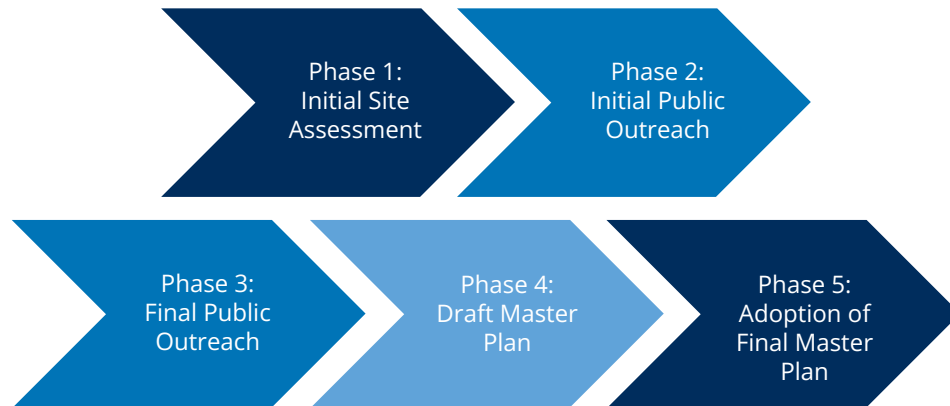 Phase 1:
Initial Site
Assessment
Phase 2:
Initial Public
Outreach
Phase 3:
Final Public
Outreach
Phase 4:
Draft Master
Plan
Phase 5:
Adoption of
Final Master
Plan